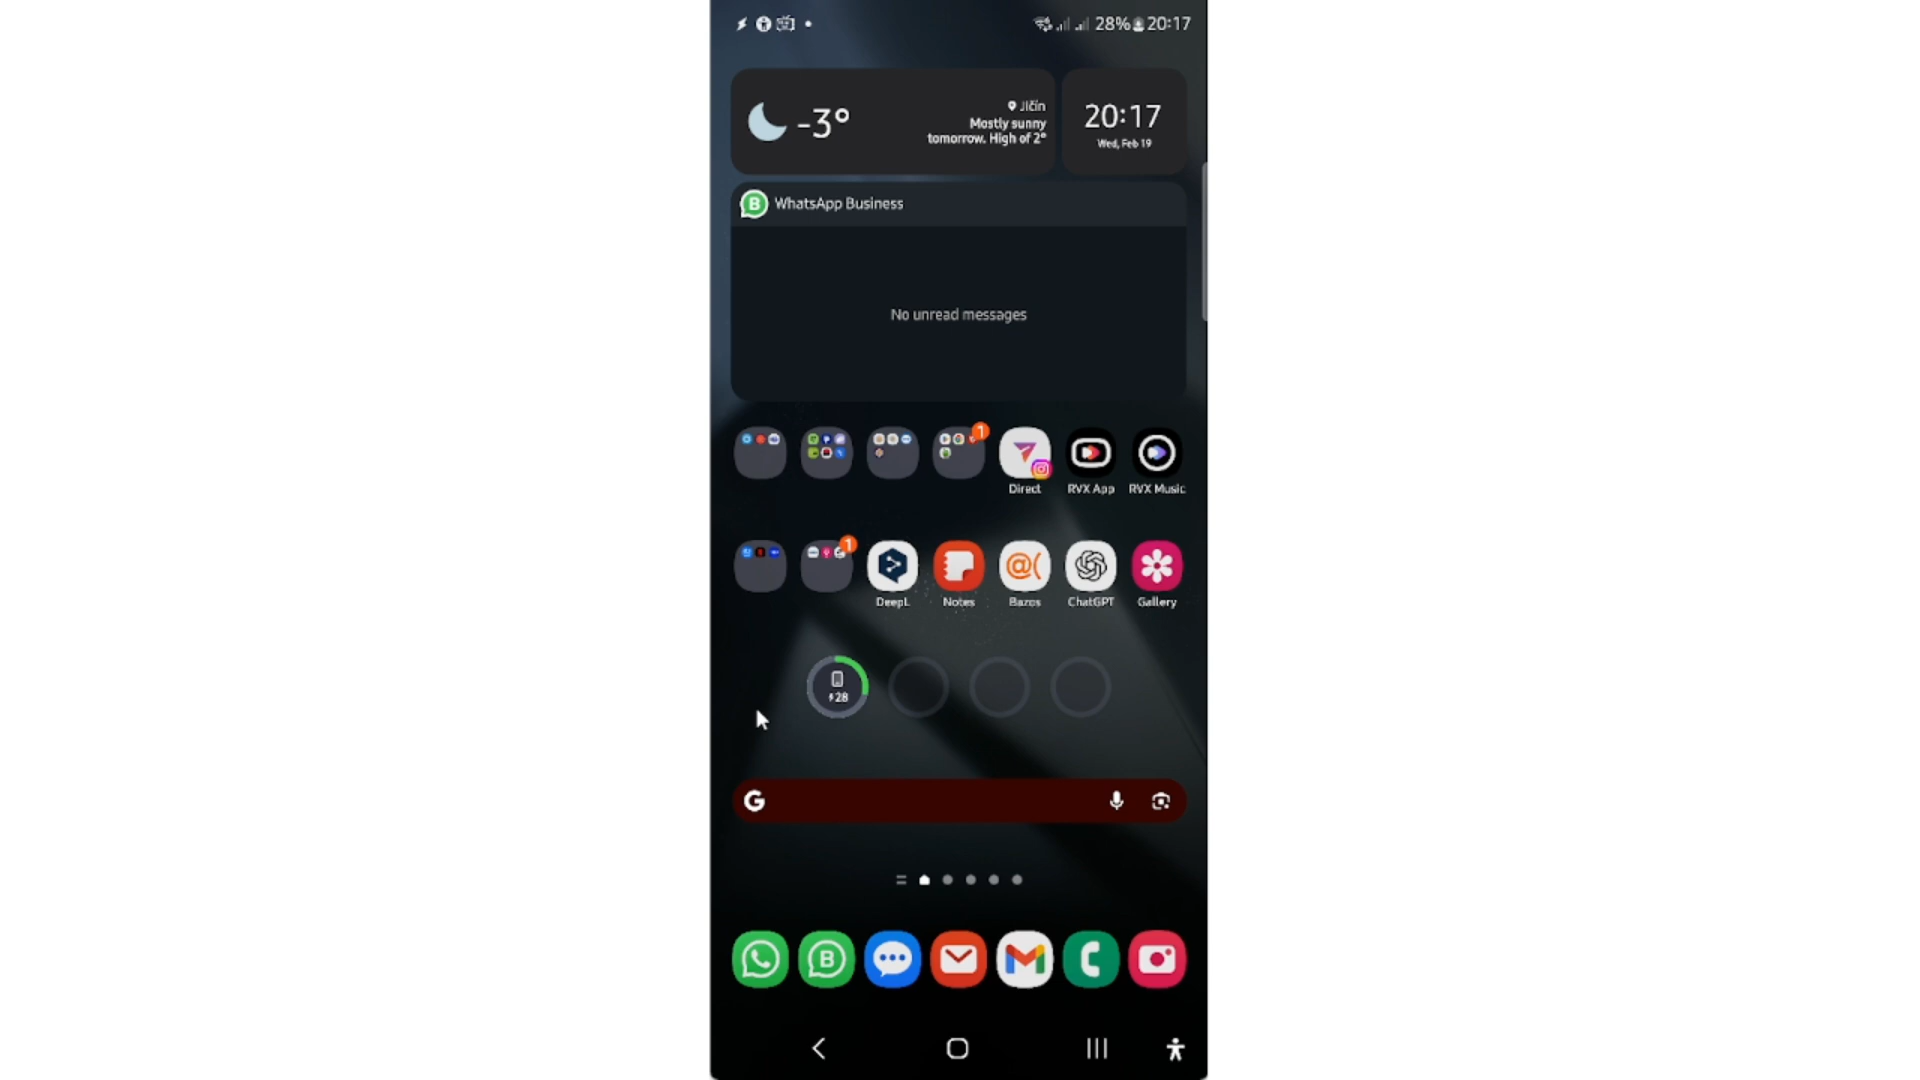 28% 20:17
-3°
Jičín
Mostly sunny
tomorrow. High of 2°
20:17
Wed, Feb 19
WhatsApp Business
No unread messages
1
Direct
RVX App
RVX Music
1
DeepL
Notes
@(
Bazos
ChatGPT
Gallery
28
G
B